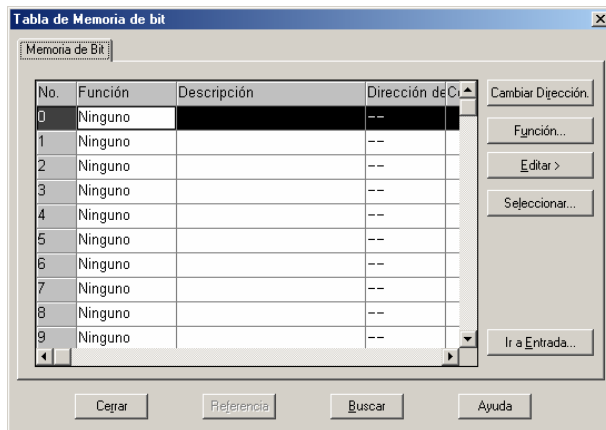 Tabla de Memoria de bit
Memoria de Bit
No. Función Descripción Dirección de
0 Ninguno --
1 Ninguno --
2 Ninguno --
3 Ninguno --
4 Ninguno --
5 Ninguno --
6 Ninguno --
7 Ninguno --
8 Ninguno --
9 Ninguno --
Cambiar Dirección.
Función...
Editar >
Seleccionar...
Ir a Entrada...
Cerrar Referencia Buscar Ayuda